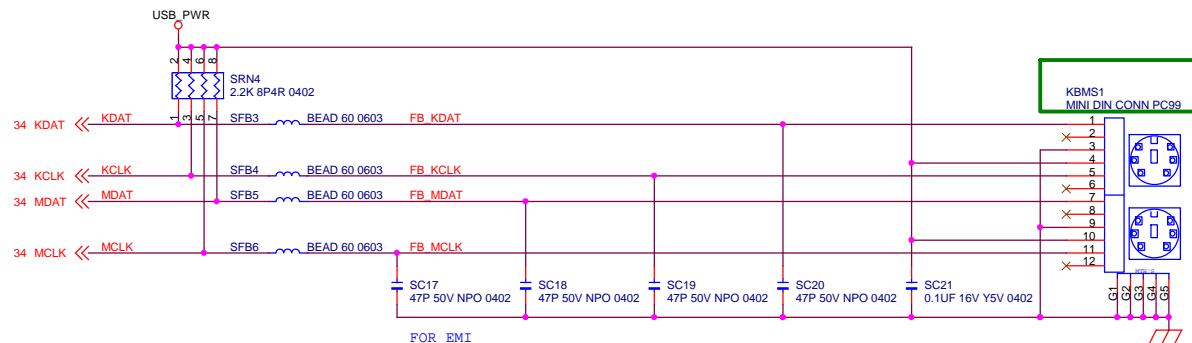 USB_PWR
2 4 6 8
SRN4
2.2K 8P4R 0402
1 3 5 7
KBMS1
MINI DIN CONN PC99
34 KDAT KDAT SFB3 BEAD 60 0603 FB_KDAT 1
2
3
4
34 KCLK KCLK SFB4 BEAD 60 0603 FB_KCLK 5
6
34 MDAT MDAT SFB5 BEAD 60 0603 FB_MDAT 7
8
9
10
34 MCLK MCLK SFB6 BEAD 60 0603 FB_MCLK 11
12
MTH'S
G1 G2 G3 G4 G5
SC17
47P 50V NPO 0402
SC18
47P 50V NPO 0402
SC19
47P 50V NPO 0402
SC20
47P 50V NPO 0402
SC21
0.1UF 16V Y5V 0402
FOR EMI